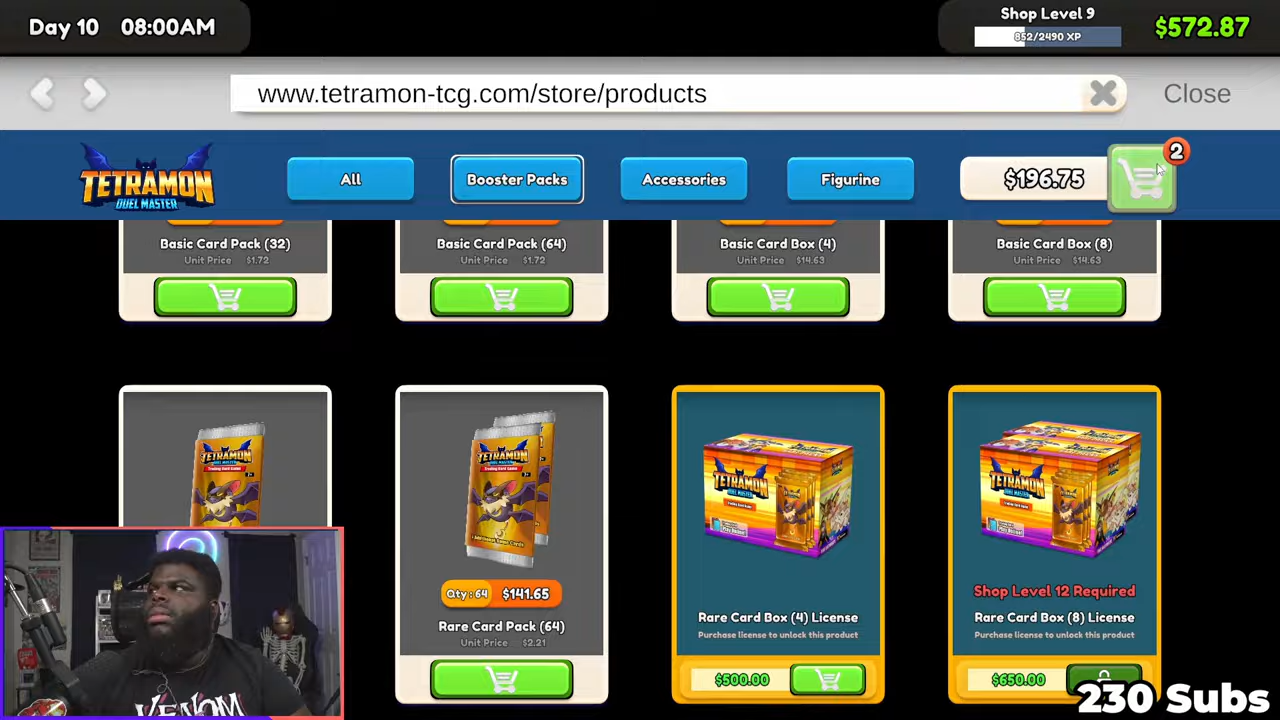 Day 10 08:00AM
Shop Level 9
852/2490 XP
$572.87
www.tetramon-tcg.com/store/products
Close
TETRAMON
DUEL MASTER
All
Booster Packs
Accessories
Figurine
$196.75
2
Basic Card Pack (32)
Unit Price $1.72
Basic Card Pack (64)
Unit Price $1.72
Basic Card Box (4)
Unit Price $14.63
Basic Card Box (8)
Unit Price $14.63
TETRAMON
TETRAMON
TETRAMON
TETRAMON
Qty : 64 $141.65
Rare Card Pack (64)
Unit Price $2.21
Rare Card Box (4) License
Purchase license to unlock this product
$500.00
Shop Level 12 Required
Rare Card Box (8) License
Purchase license to unlock this product
$650.00
VENOM
230 Subs